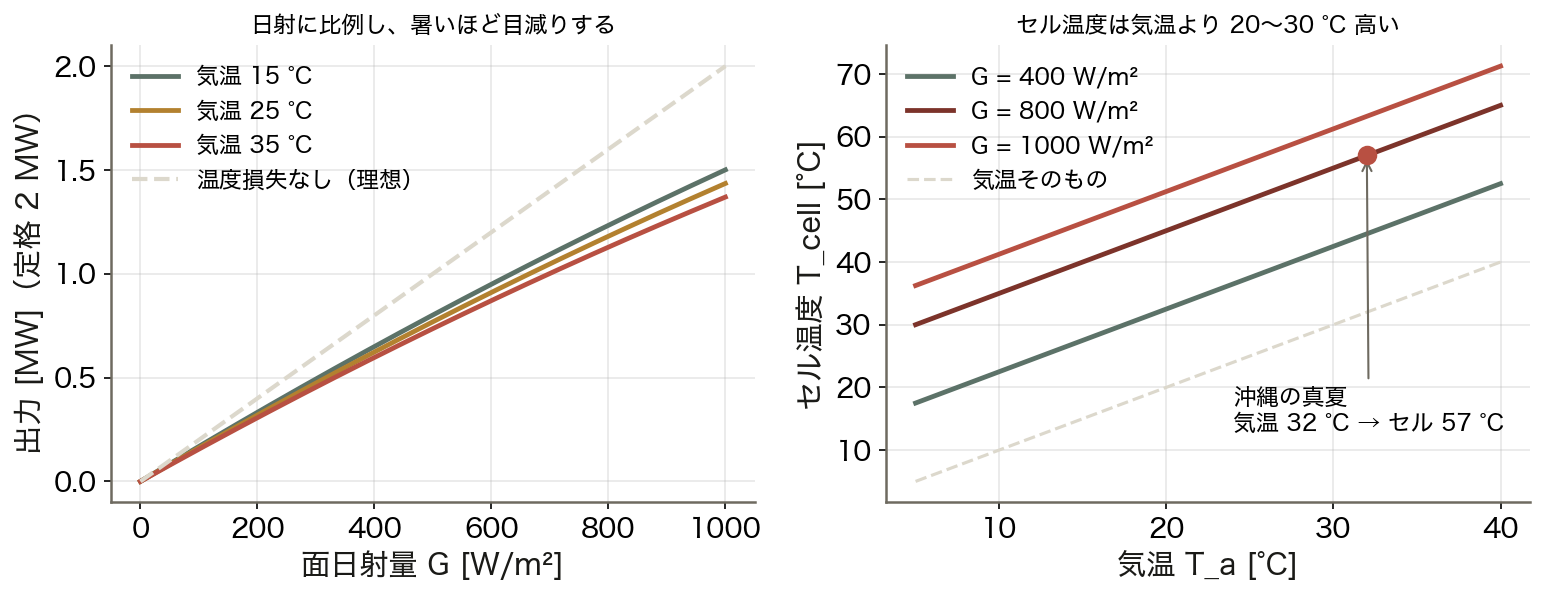 日射に比例し、暑いほど目減りする
気温 15 ℃
気温 25 ℃
気温 35 ℃
温度損失なし（理想）
出力 [MW]（定格 2 MW）
2.0
1.5
1.0
0.5
0.0
0 200 400 600 800 1000
面日射量 G [W/m²]
セル温度は気温より 20〜30 ℃ 高い
G = 400 W/m²
G = 800 W/m²
G = 1000 W/m²
気温そのもの
セル温度 T_cell [℃]
70
60
50
40
30
20
10
沖縄の真夏
気温 32 ℃ → セル 57 ℃
10 20 30 40
気温 T_a [℃]